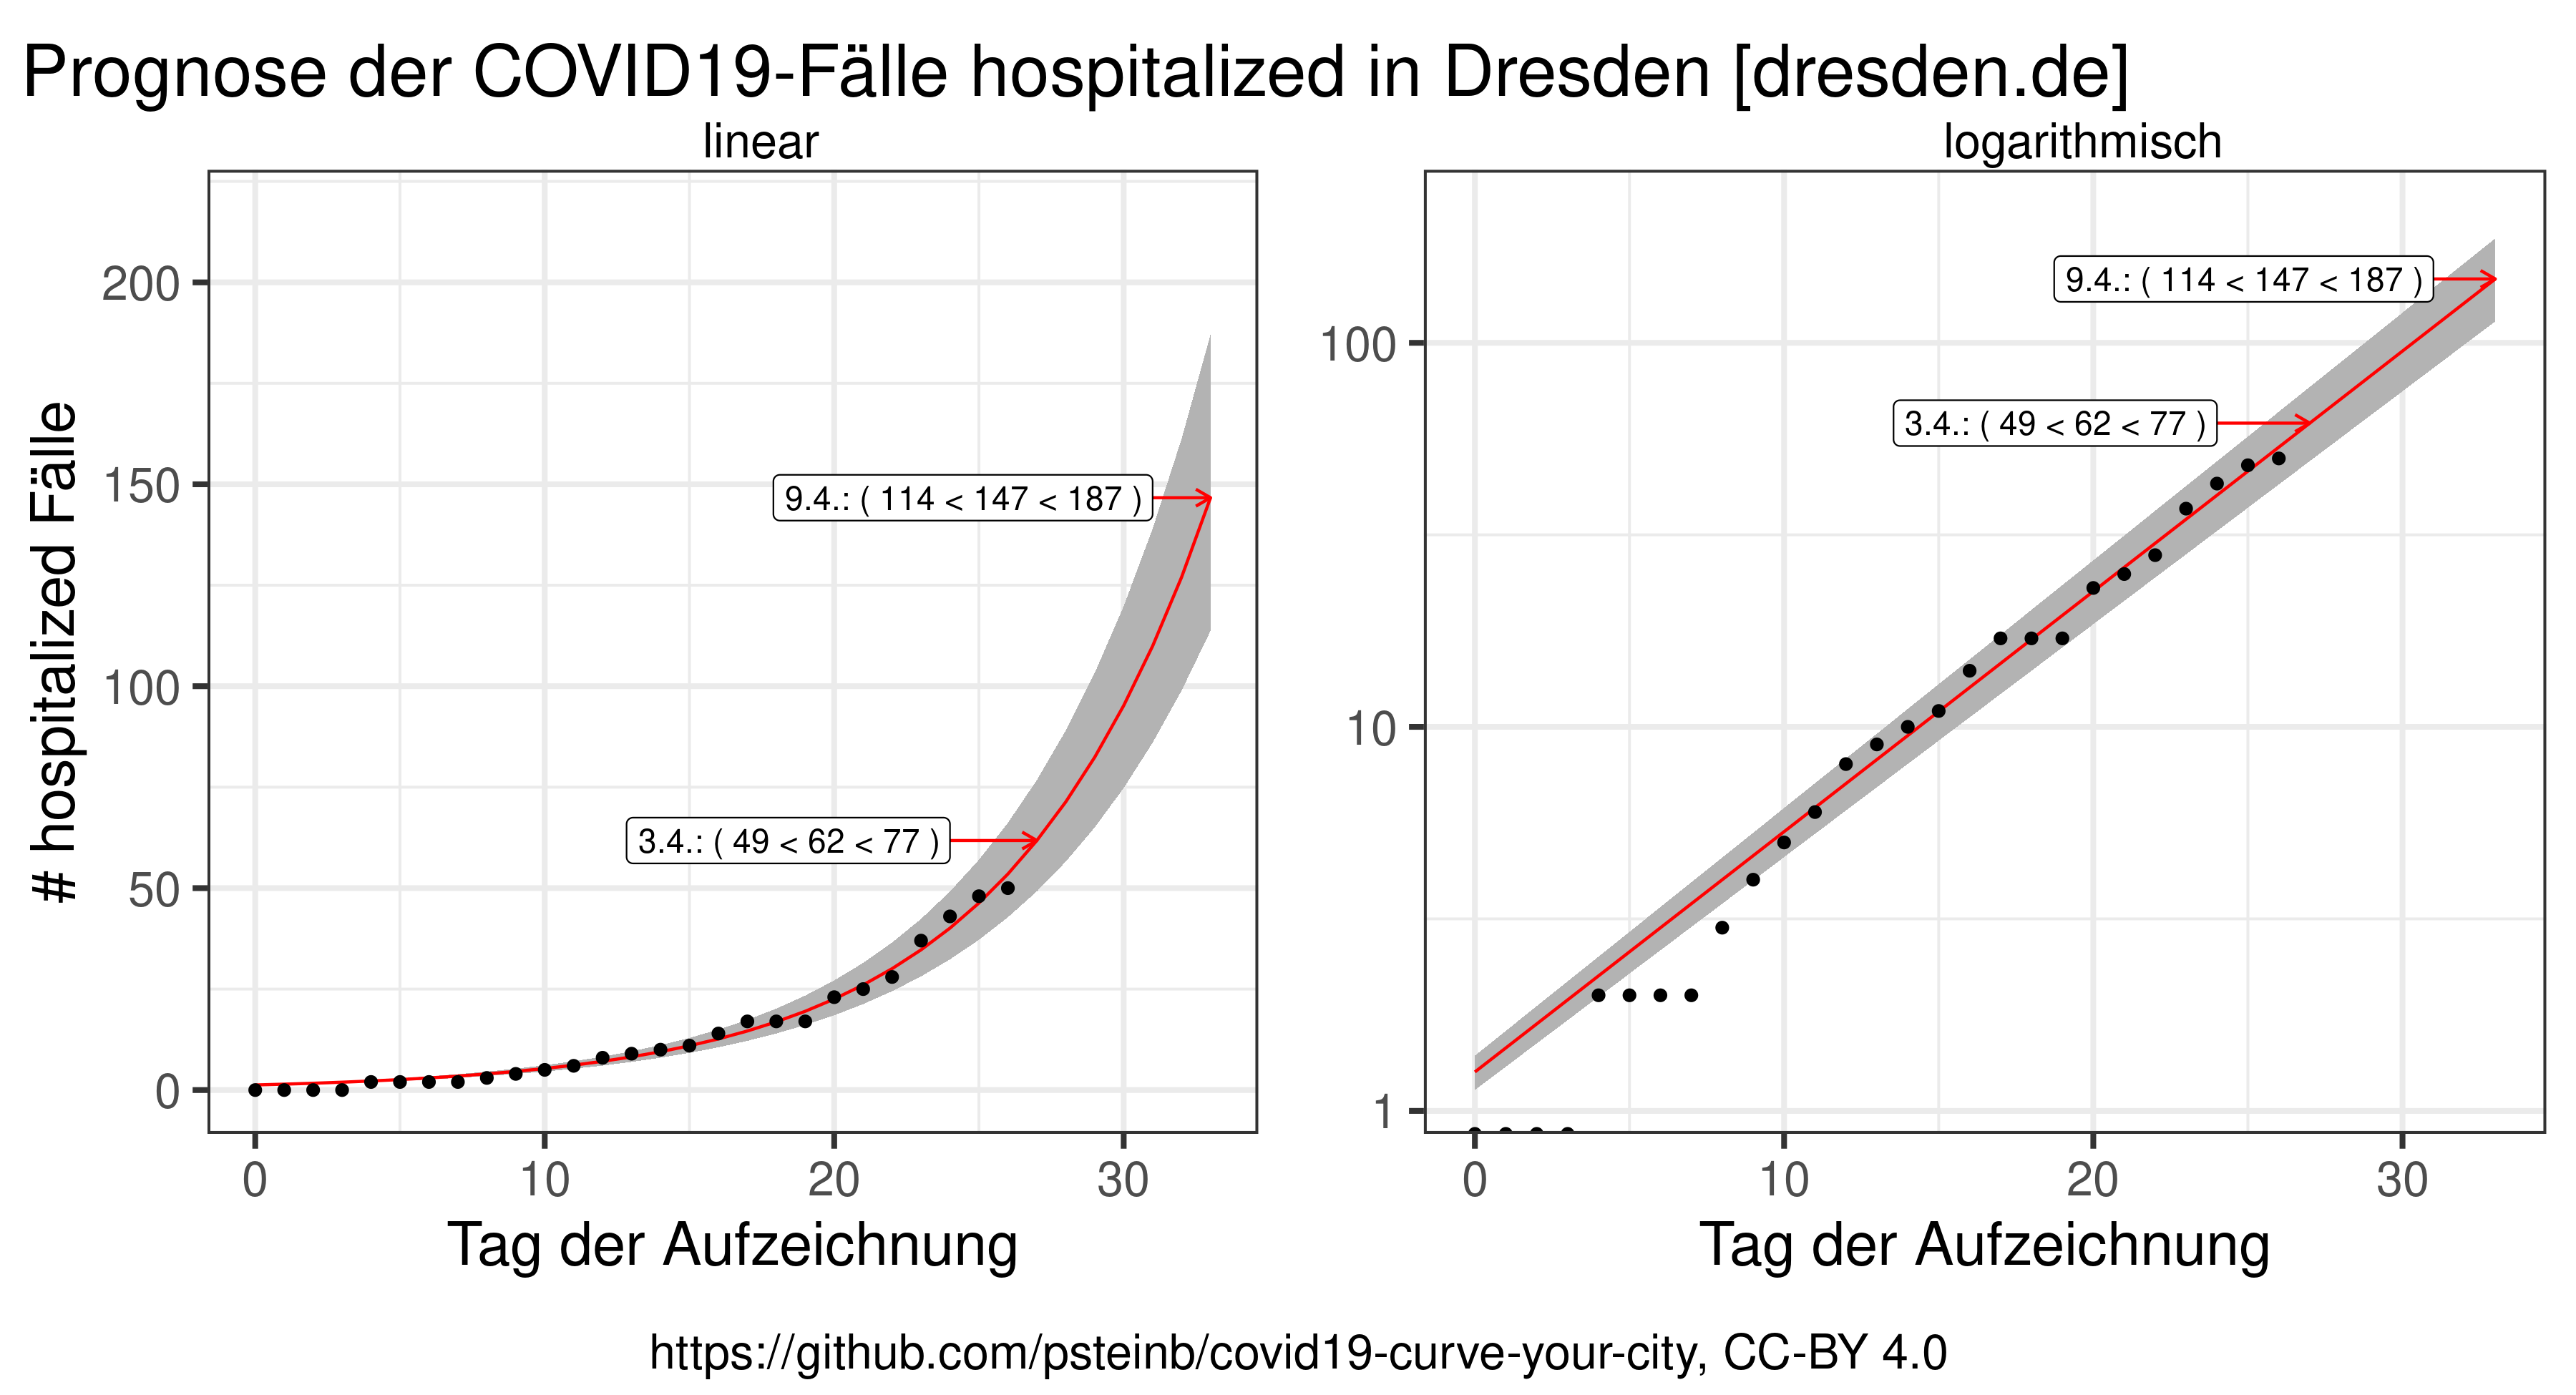 Prognose der COVID19-Fälle hospitalized in Dresden [dresden.de]
linear
# hospitalized Fälle
200
150
100
50
0
9.4.: ( 114 < 147 < 187 )
3.4.: ( 49 < 62 < 77 )
0 10 20 30
Tag der Aufzeichnung
logarithmisch
100
10
1
9.4.: ( 114 < 147 < 187 )
3.4.: ( 49 < 62 < 77 )
0 10 20 30
Tag der Aufzeichnung
https://github.com/psteinb/covid19-curve-your-city, CC-BY 4.0